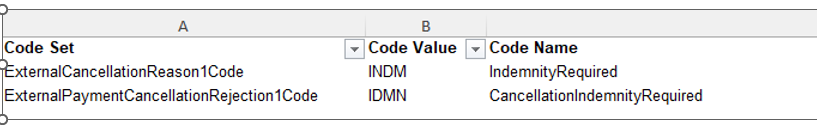 A B
Code Set Code Value Code Name
ExternalCancellationReason1Code INDM IndemnityRequired
ExternalPaymentCancellationRejection1Code IDMN CancellationIndemnityRequired